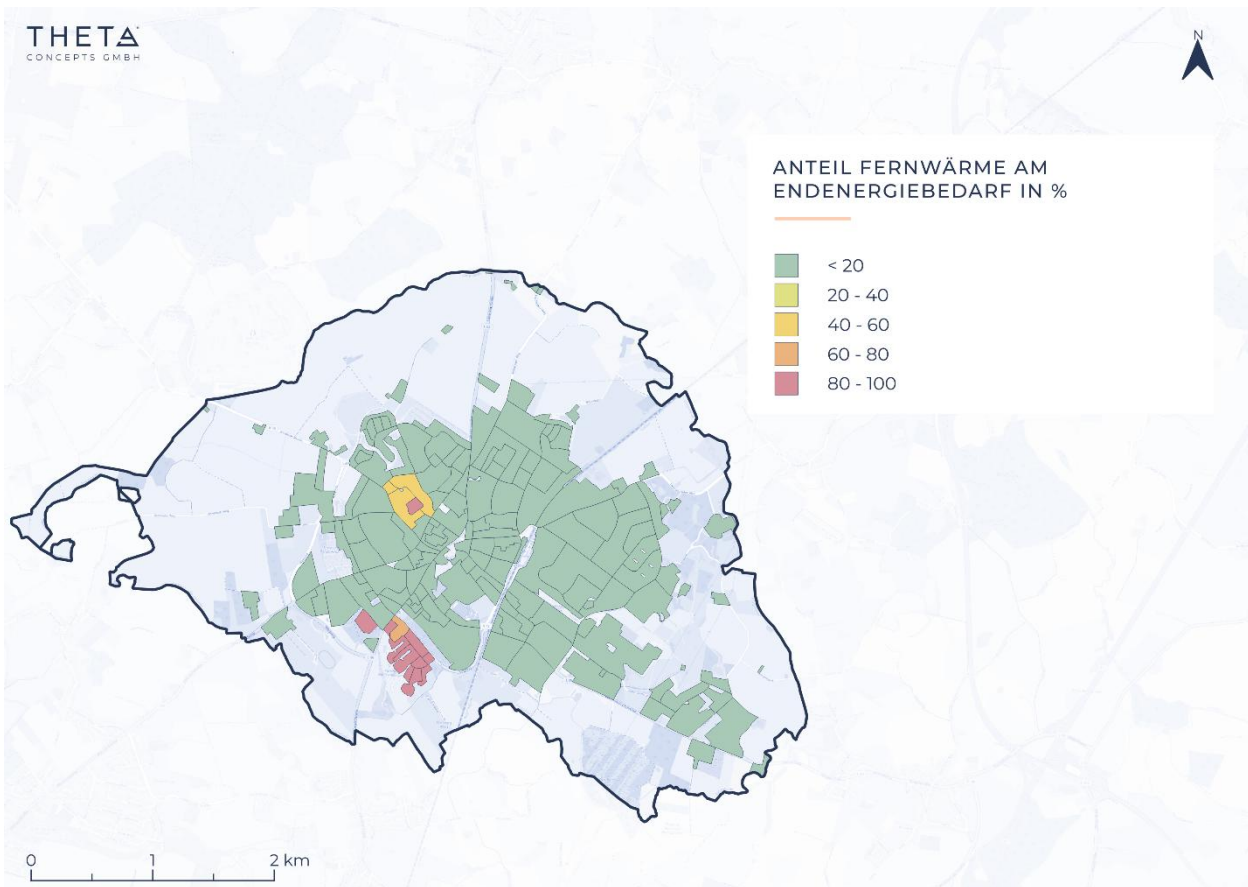 THETA
CONCEPTS GMBH
N
ANTEIL FERNWÄRME AM
ENDENERGIEBEDARF IN %
< 20
20 - 40
40 - 60
60 - 80
80 - 100
0 1 2 km